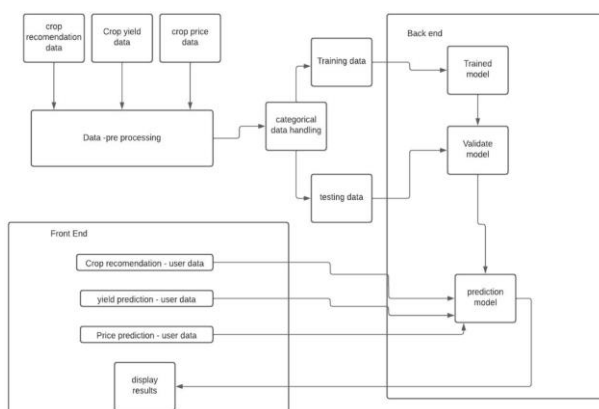 crop
recomendation
data
Crop yield
data
crop price
data
Back end
Training data
Trained
model
categorical
data handling
Data -pre processing
Validate
model
testing data
Front End
Crop recomendation - user data
yield prediction - user data
prediction
model
Price prediction - user data
display
results